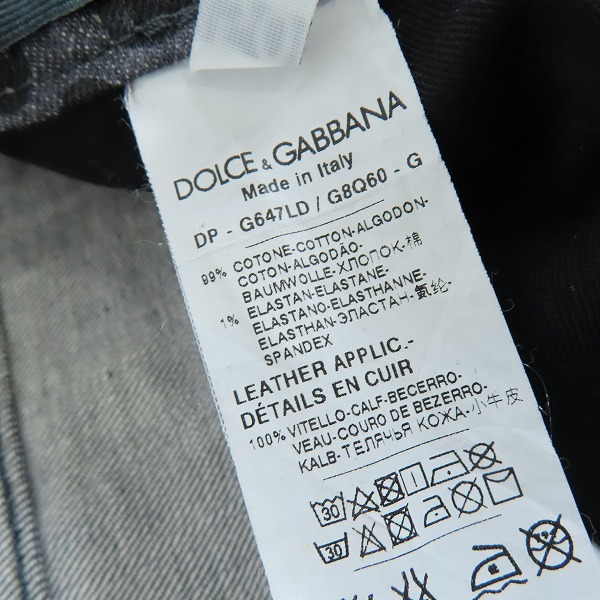 DOLCE & GABBANA
Made in Italy
DP - G647LD / G8Q60 - G
99% COTONE-COTTON-ALGODON-
COTON-ALGODÃO-
BAUMWOLLE-ХЛОПОК-棉
1% ELASTAN-ELASTANE-
ELASTANO-ELASTHANNE-
ELASTHAN-ЭЛАСТАН-氨纶-
SPANDEX
LEATHER APPLIC.-
DÉTAILS EN CUIR
100% VITELLO-CALF-BECERRO-
VEAU-COURO DE BEZERRO-
KALB-ТЕЛЯЧЬЯ КОЖА-小牛皮
30
30